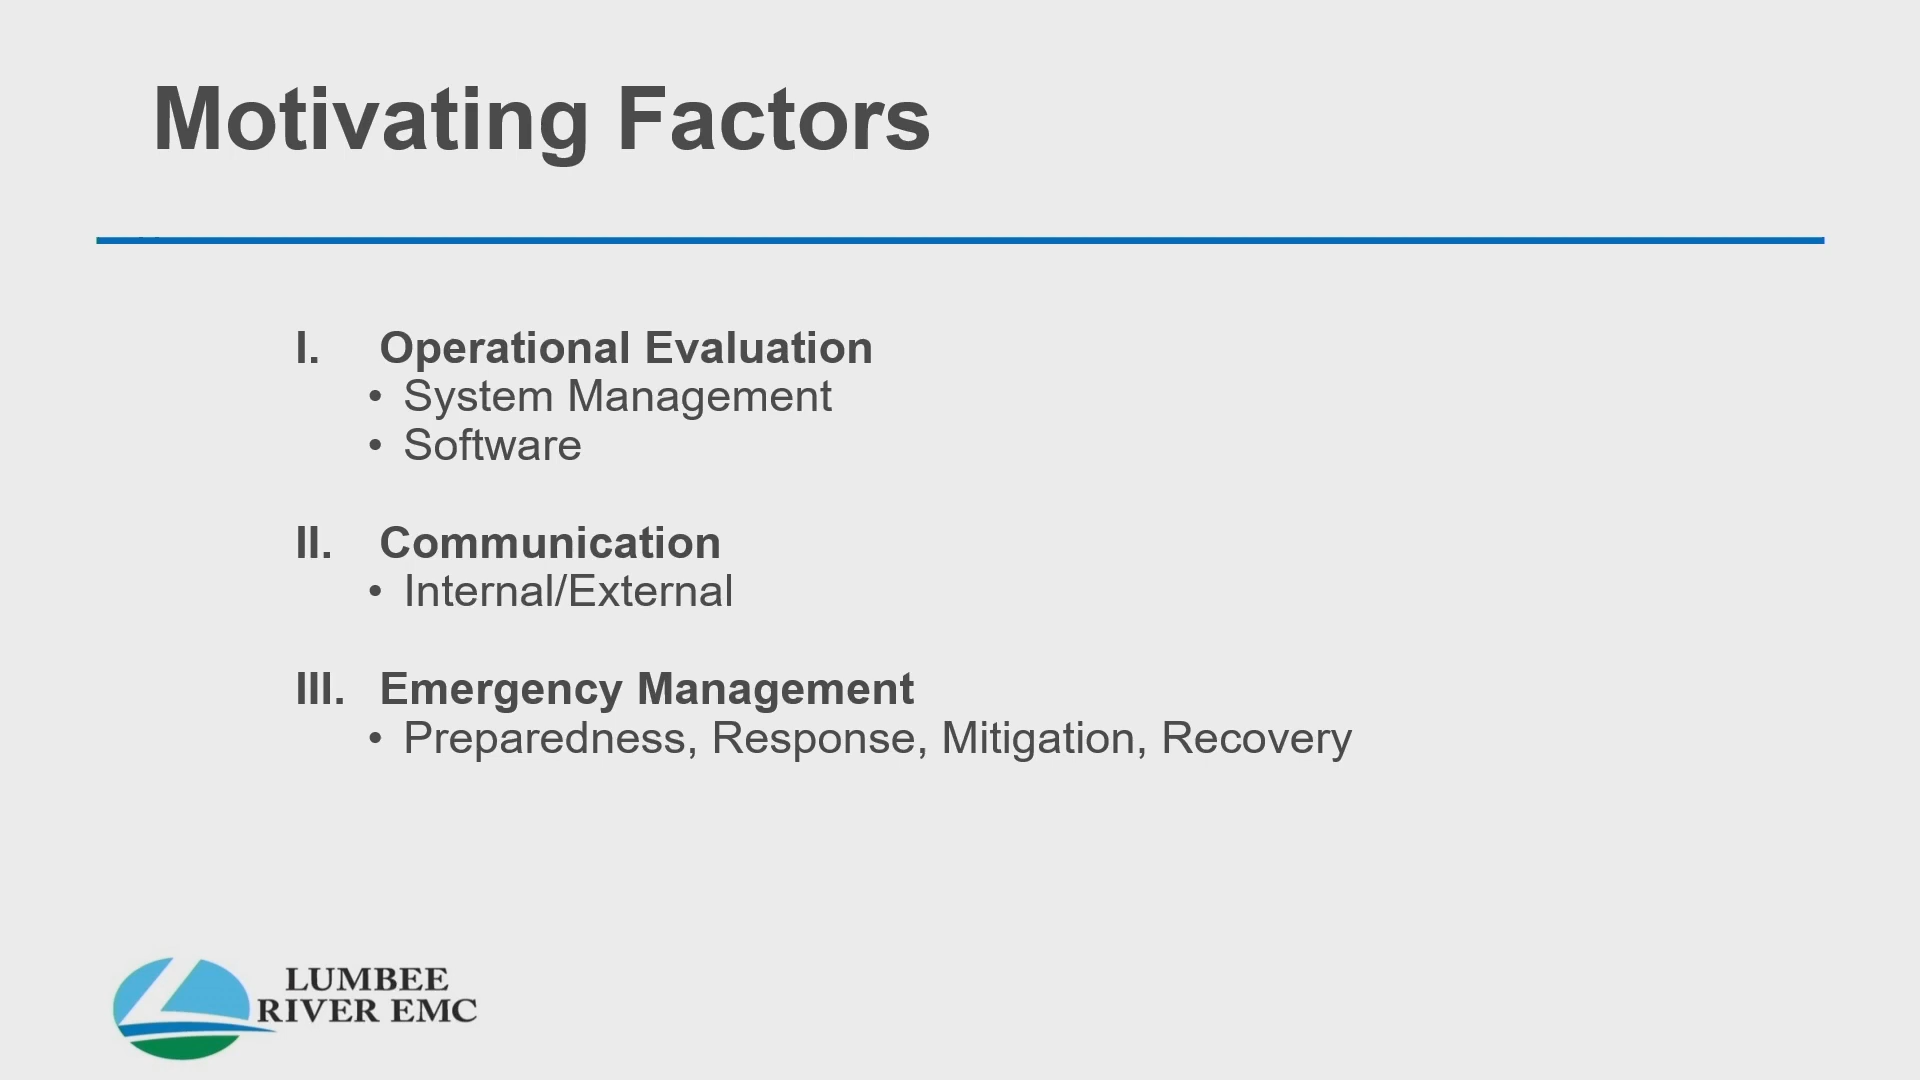 Motivating Factors
I. Operational Evaluation
• System Management
• Software
II. Communication
• Internal/External
III. Emergency Management
• Preparedness, Response, Mitigation, Recovery
LUMBEE
RIVER EMC